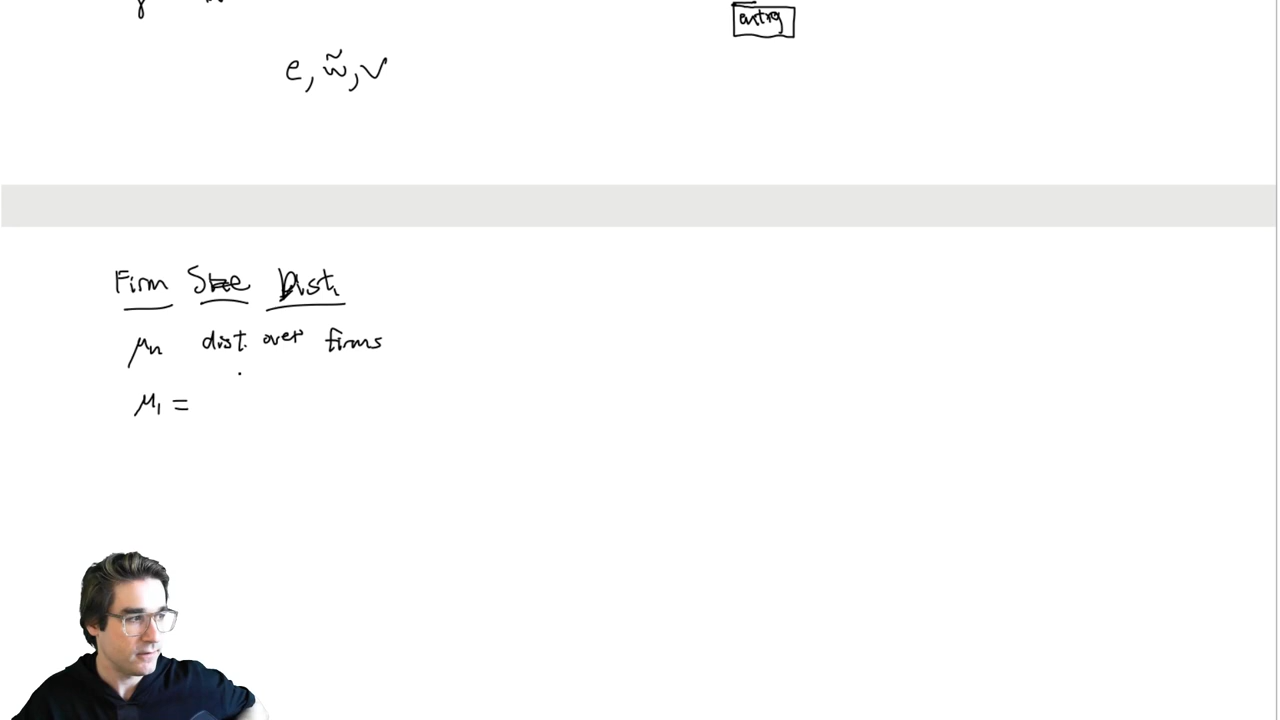 entry
e, w̃, v
Firm Size Dist.
μn dist. over firms
μ1 =